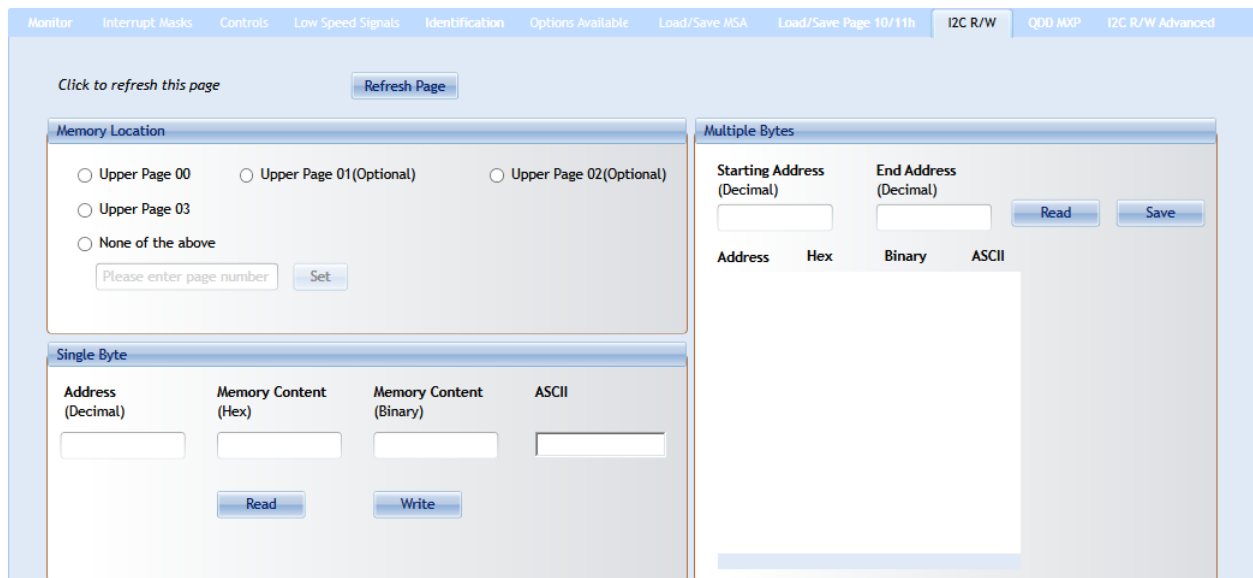 Monitor Interrupt Masks Controls Low Speed Signals Identification Options Available Load/Save MSA Load/Save Page 10/11h I2C R/W QDD MXP I2C R/W Advanced
Click to refresh this page Refresh Page
Memory Location
Upper Page 00 Upper Page 01(Optional) Upper Page 02(Optional)
Upper Page 03
None of the above
Please enter page number Set
Single Byte
Address Memory Content Memory Content ASCII
(Decimal) (Hex) (Binary)
Read Write
Multiple Bytes
Starting Address End Address
(Decimal) (Decimal)
Read Save
Address Hex Binary ASCII